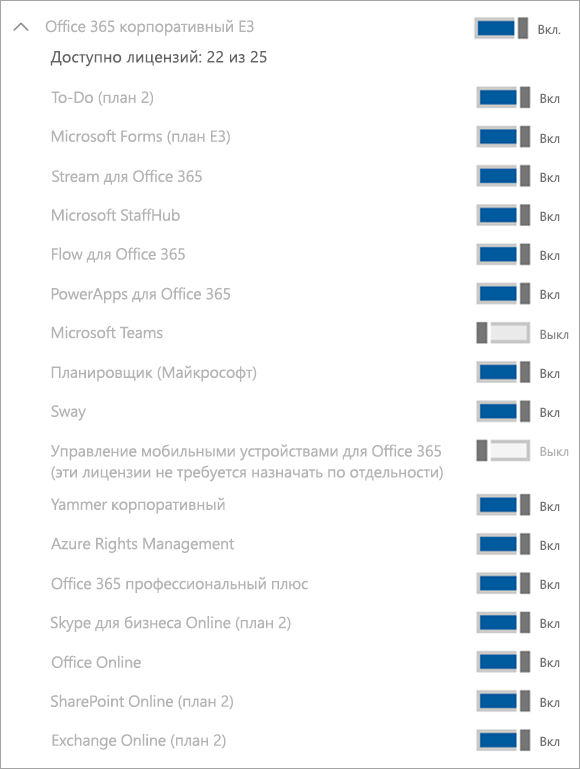 Office 365 корпоративный E3 Вкл.
Доступно лицензий: 22 из 25
To-Do (план 2) Вкл
Microsoft Forms (план E3) Вкл
Stream для Office 365 Вкл
Microsoft StaffHub Вкл
Flow для Office 365 Вкл
PowerApps для Office 365 Вкл
Microsoft Teams Выкл
Планировщик (Майкрософт) Вкл
Sway Вкл
Управление мобильными устройствами для Office 365 Выкл
(эти лицензии не требуется назначать по отдельности)
Yammer корпоративный Вкл
Azure Rights Management Вкл
Office 365 профессиональный плюс Вкл
Skype для бизнеса Online (план 2) Вкл
Office Online Вкл
SharePoint Online (план 2) Вкл
Exchange Online (план 2) Вкл